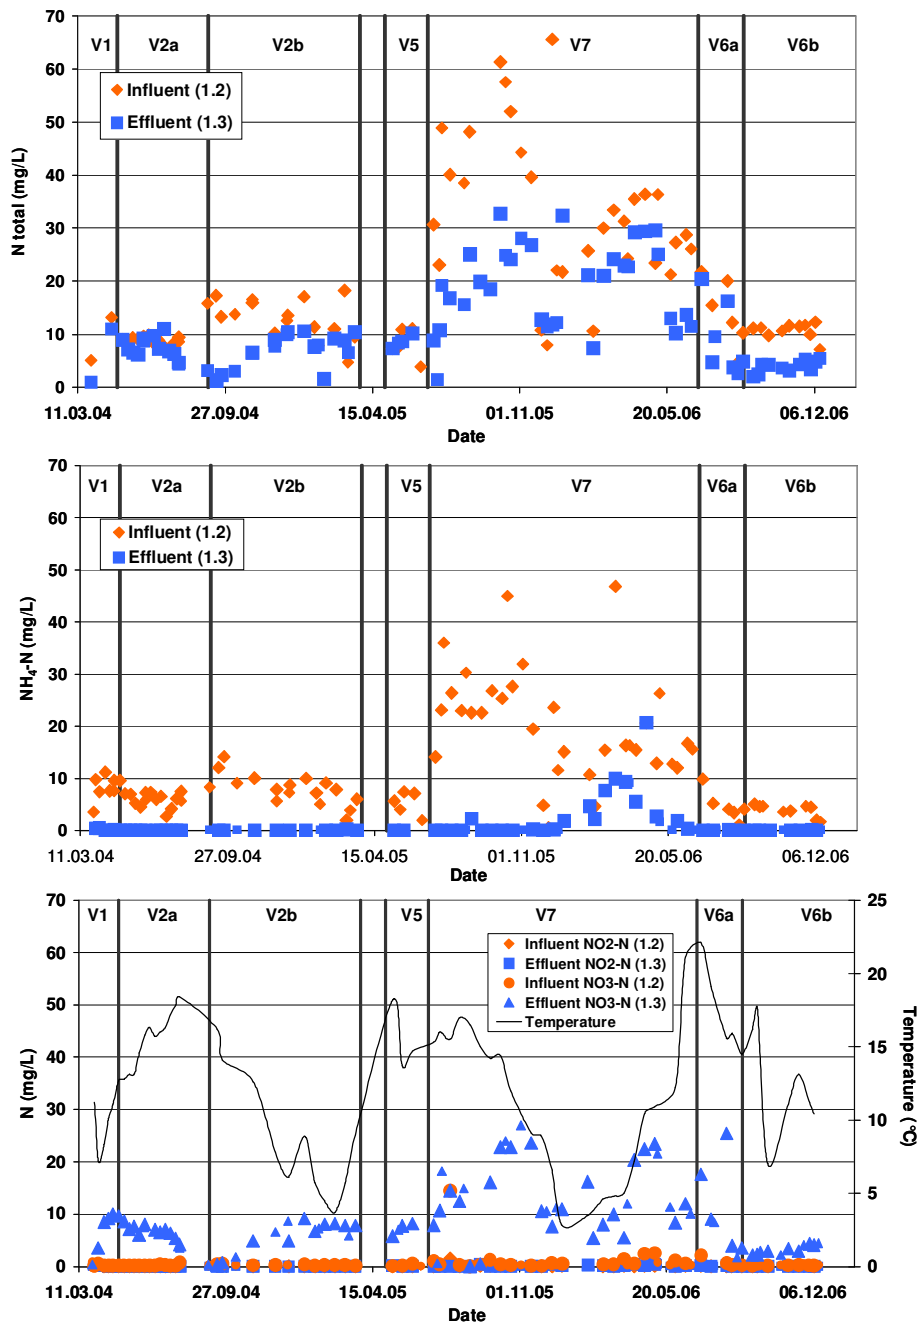 70
V1 V2a V2b V5 V7 V6a V6b
60
Influent (1.2)
Effluent (1.3)
50
40
30
20
10
0
N total (mg/L)
11.03.04 27.09.04 15.04.05 01.11.05 20.05.06 06.12.06
Date
70
V1 V2a V2b V5 V7 V6a V6b
60
Influent (1.2)
Effluent (1.3)
50
40
30
20
10
0
NH4-N (mg/L)
11.03.04 27.09.04 15.04.05 01.11.05 20.05.06 06.12.06
Date
70 25
V1 V2a V2b V5 V7 V6a V6b
Influent NO2-N (1.2)
Effluent NO2-N (1.3)
Influent NO3-N (1.2)
Effluent NO3-N (1.3)
Temperature
60
20
50
15
40
30
10
20
5
10
0 0
N (mg/L)
Temperature (°C)
11.03.04 27.09.04 15.04.05 01.11.05 20.05.06 06.12.06
Date